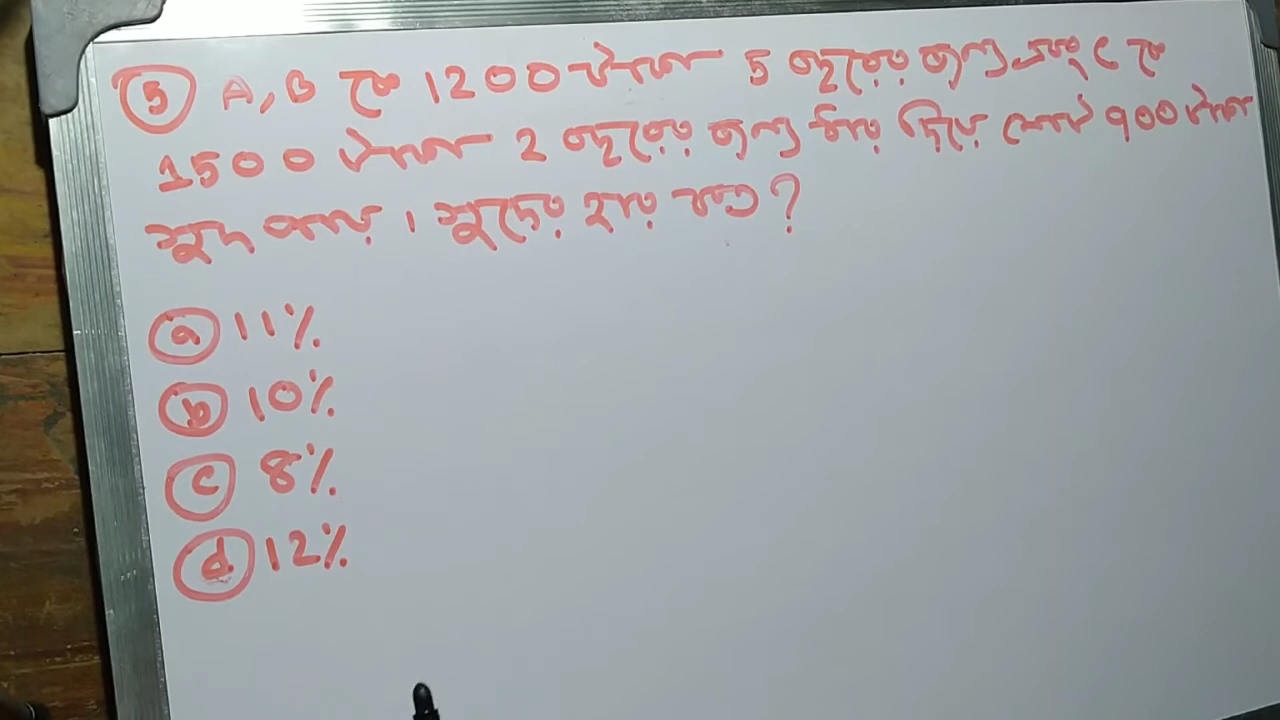 5 A, B কে 1200 টাকা 5 বছরের জন্য এবং C কে
1500 টাকা 2 বছরের জন্য ধার দিয়ে মোট 900 টাকা
সুদ পায়। সুদের হার কত?
a 11%
b 10%
c 8%
d 12%